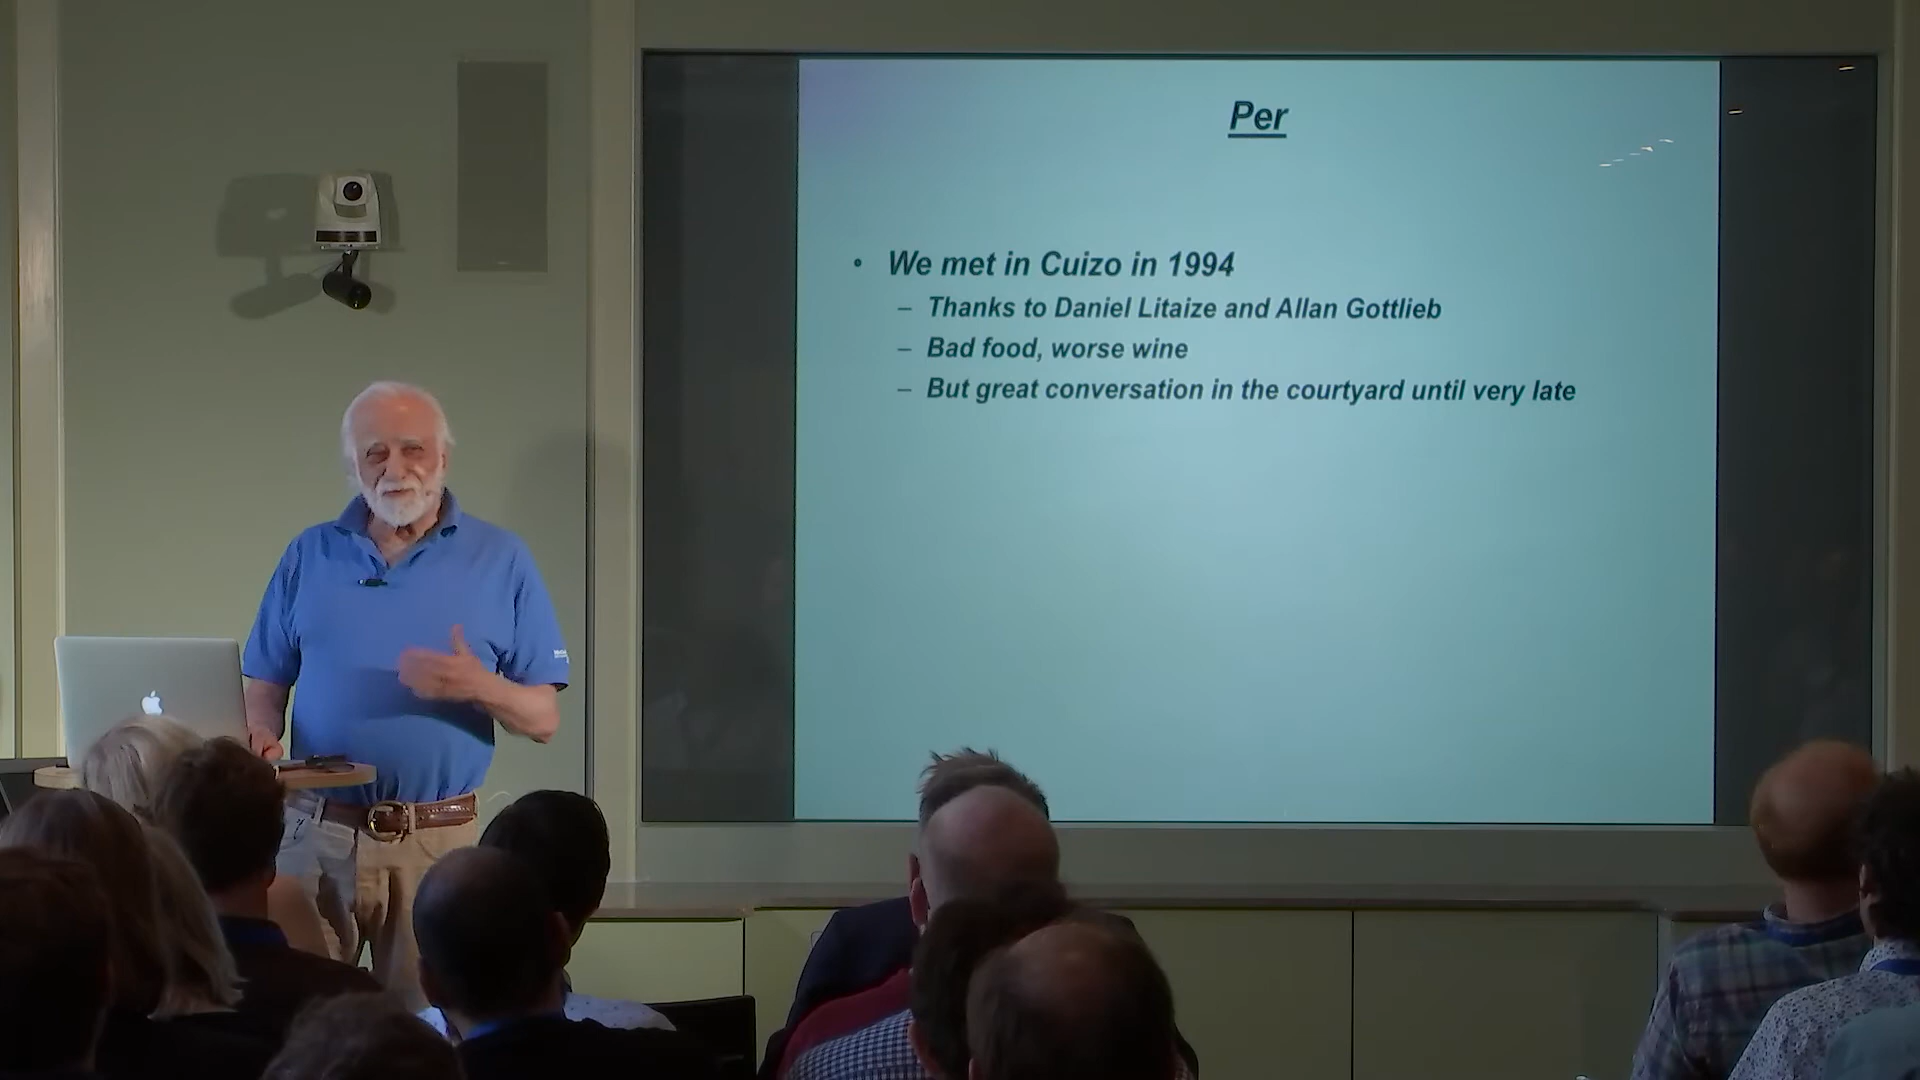 Per
• We met in Cuizo in 1994
– Thanks to Daniel Litaize and Allan Gottlieb
– Bad food, worse wine
– But great conversation in the courtyard until very late